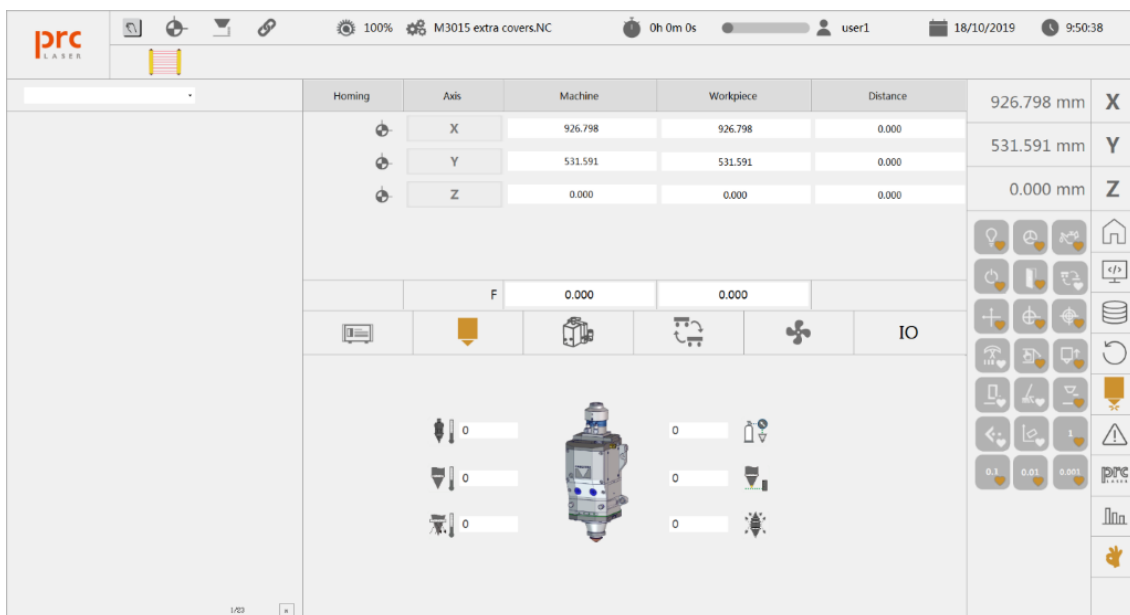 prc
LASER
100%
M3015 extra covers.NC
0h 0m 0s
user1
18/10/2019
9:50:38
Homing Axis Machine Workpiece Distance
X 926.798 926.798 0.000
Y 531.591 531.591 0.000
Z 0.000 0.000 0.000
F 0.000 0.000
IO
0 0
0 0
0 0
1/83
926.798 mm X
531.591 mm Y
0.000 mm Z
</>
1
0.1 0.01 0.001
prc
LASER